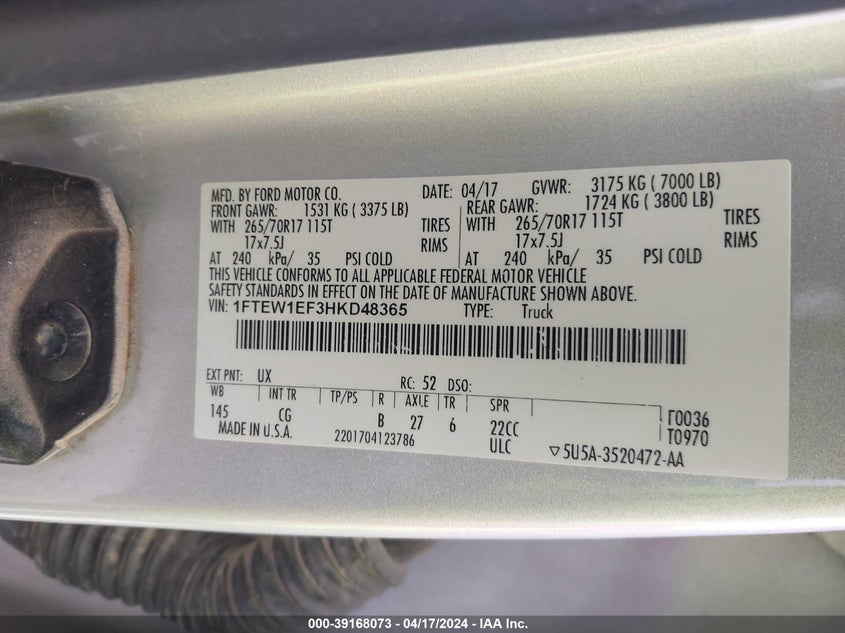 MFD. BY FORD MOTOR CO. DATE: 04/17 GVWR: 3175 KG ( 7000 LB)
FRONT GAWR: 1531 KG ( 3375 LB) REAR GAWR: 1724 KG ( 3800 LB)
WITH 265/70R17 115T TIRES WITH 265/70R17 115T TIRES
17x7.5J RIMS 17x7.5J RIMS
AT 240 kPa/ 35 PSI COLD AT 240 kPa/ 35 PSI COLD
THIS VEHICLE CONFORMS TO ALL APPLICABLE FEDERAL MOTOR VEHICLE
SAFETY STANDARDS IN EFFECT ON THE DATE OF MANUFACTURE SHOWN ABOVE.
VIN: 1FTEW1EF3HKD48365 TYPE: Truck
EXT PNT: UX RC: 52 DSO:
WB INT TR TP/PS R AXLE TR SPR
145 CG B 27 6 22CC
ULC
T0036
T0970
MADE IN U.S.A. 2201704123786 ▽5U5A-3520472-AA
000-39168073 - 04/17/2024 - IAA Inc.